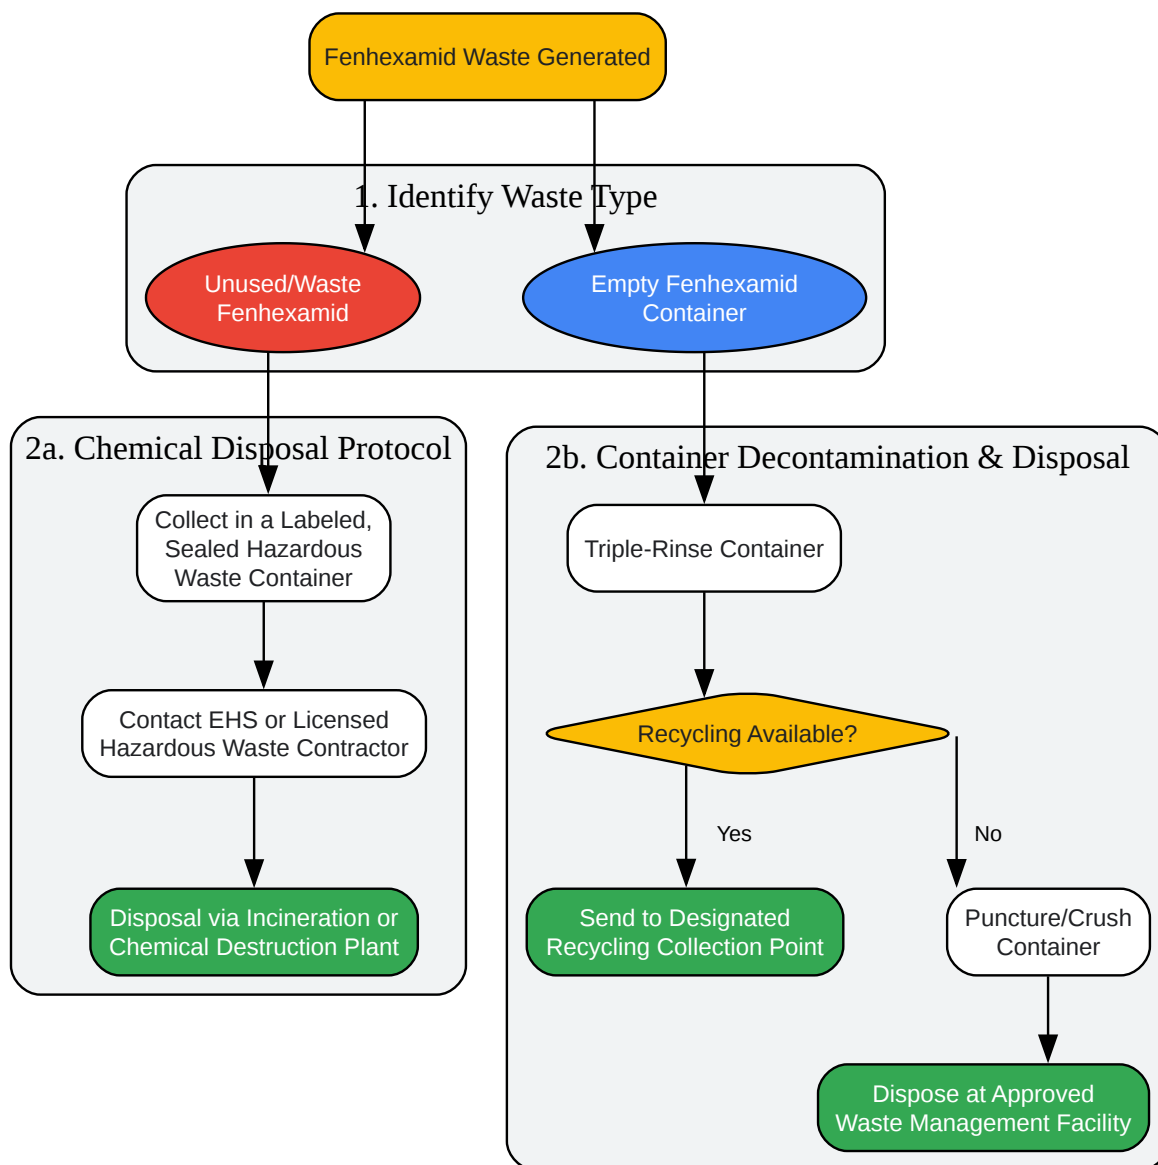 Fenhexamid Waste Generated
1. Identify Waste Type
Unused/Waste
Fenhexamid
Empty Fenhexamid
Container
2a. Chemical Disposal Protocol
Collect in a Labeled,
Sealed Hazardous
Waste Container
Contact EHS or Licensed
Hazardous Waste Contractor
Disposal via Incineration or
Chemical Destruction Plant
2b. Container Decontamination & Disposal
Triple-Rinse Container
Recycling Available?
Yes
No
Send to Designated
Recycling Collection Point
Puncture/Crush
Container
Dispose at Approved
Waste Management Facility